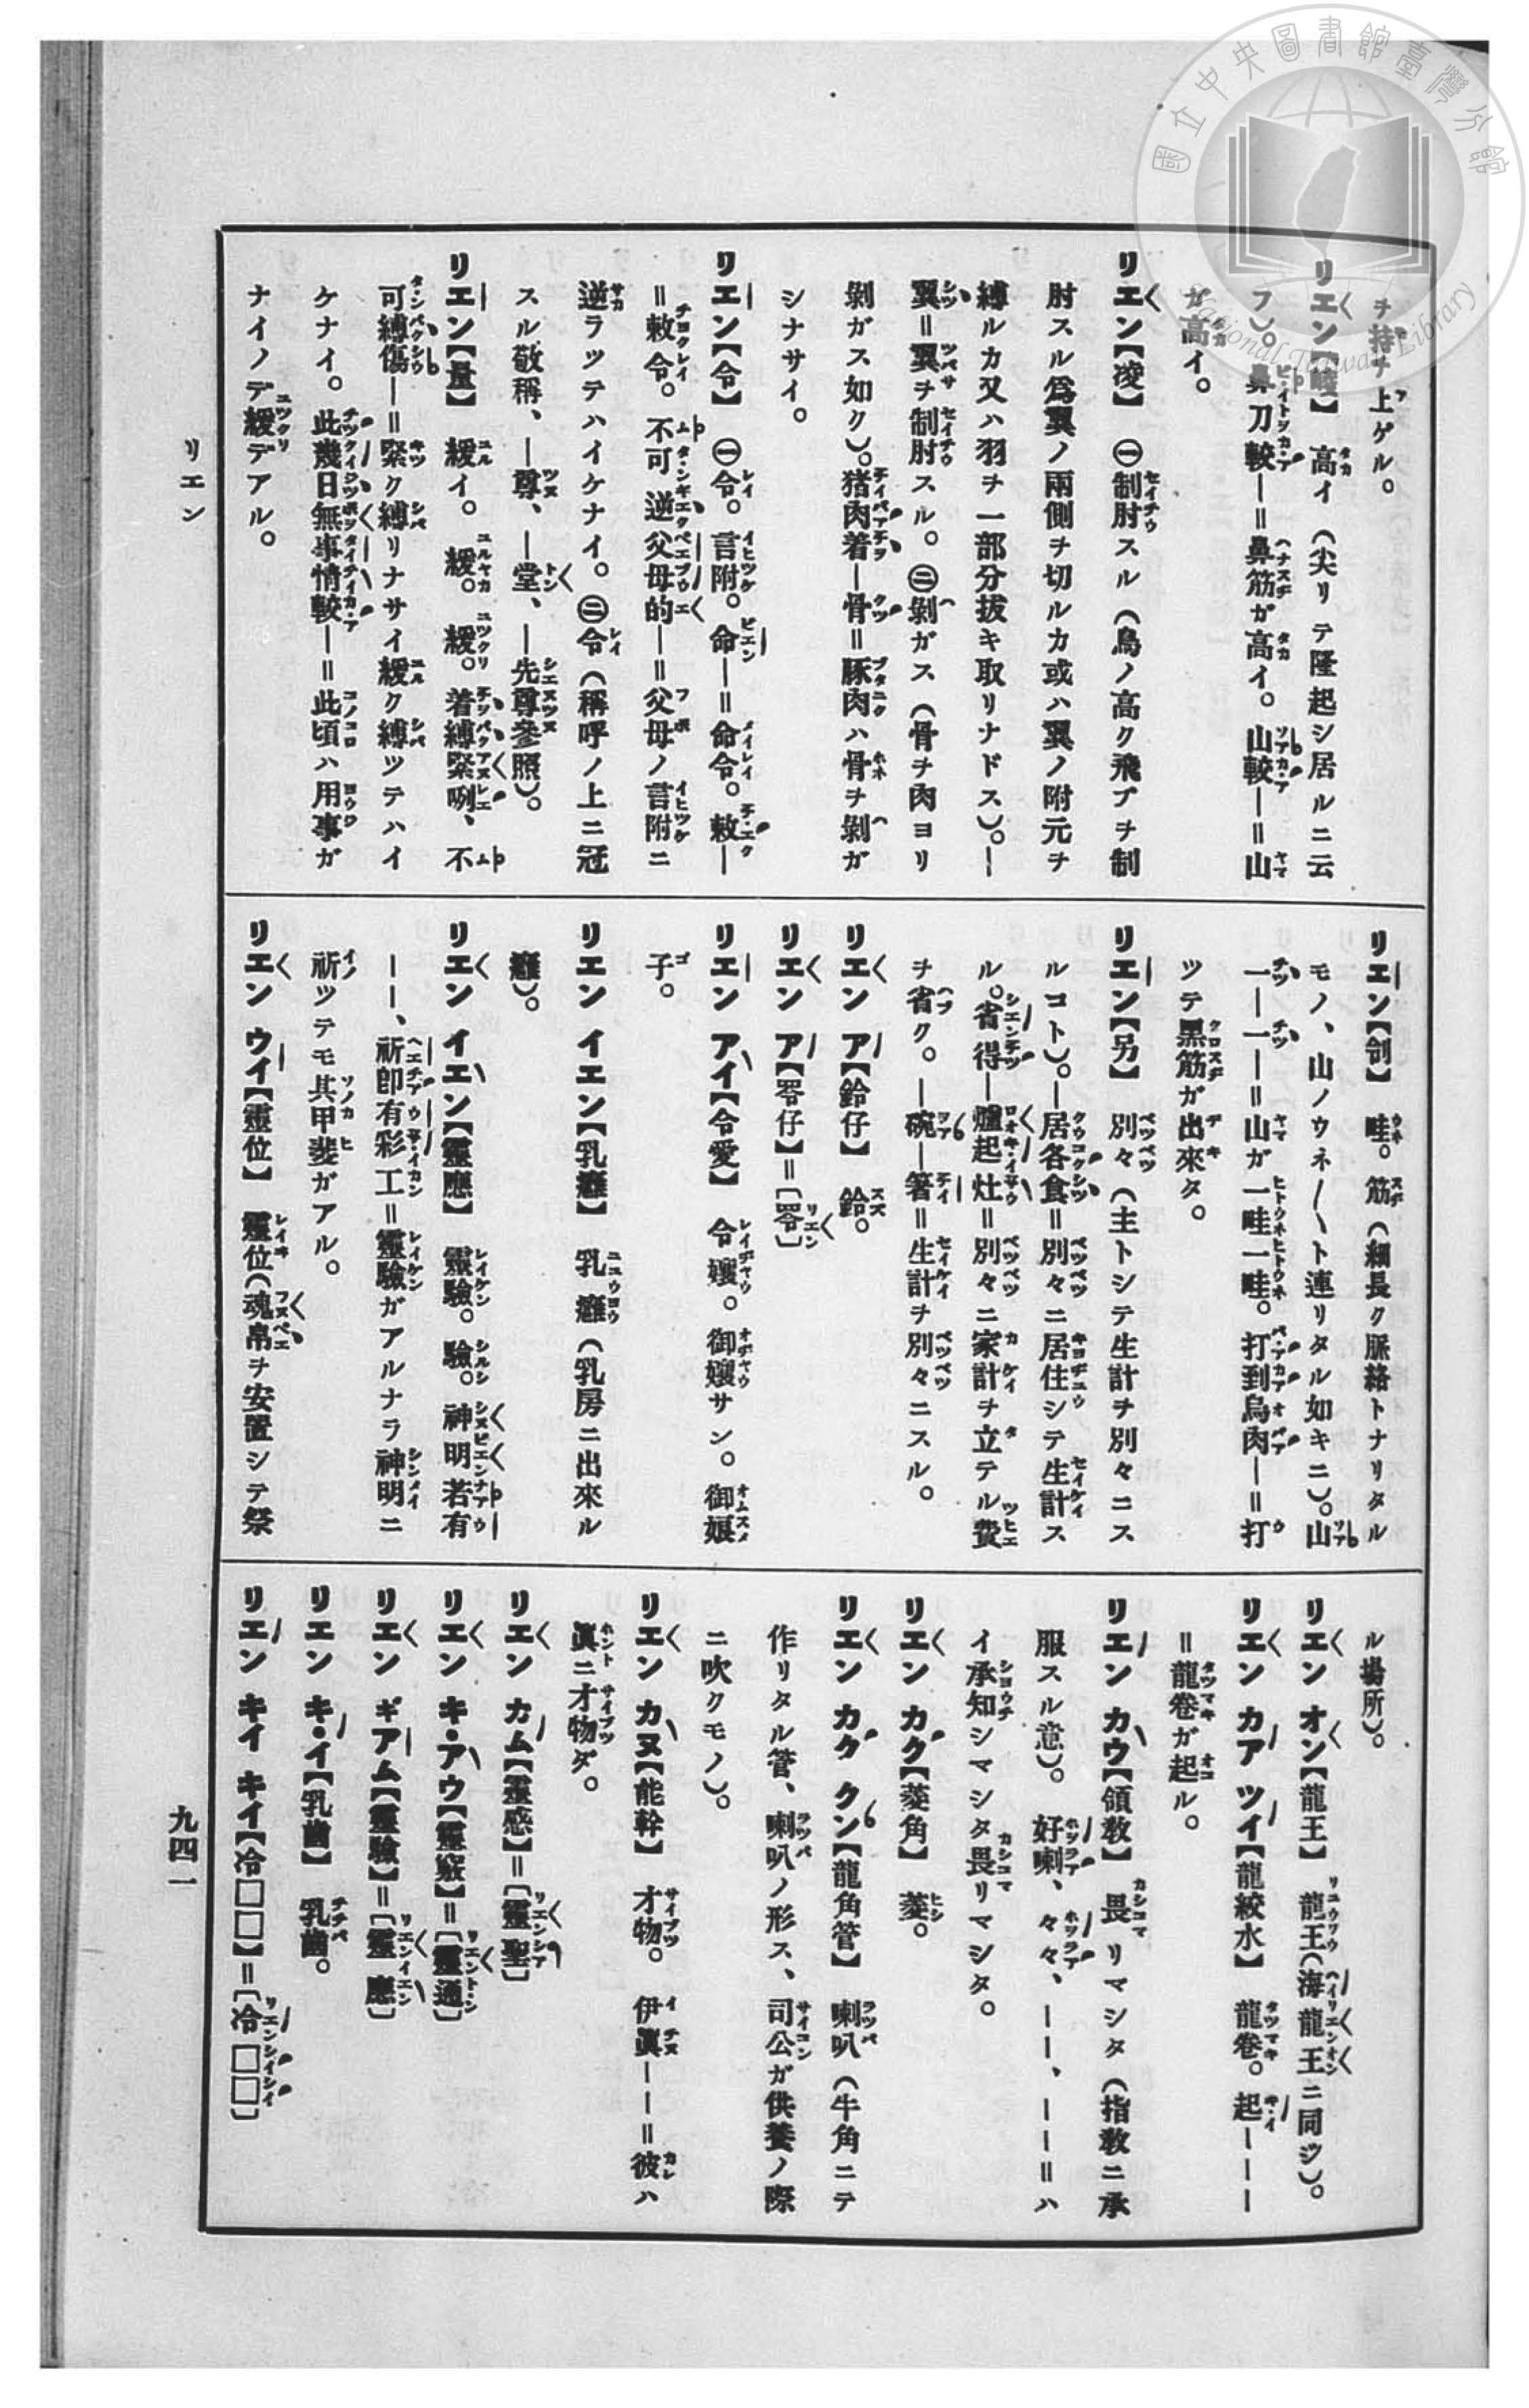 國立中央圖書館臺灣分館
National Taiwan Library
チ持チ上ゲル。
リエン【崚】 高イ（尖リテ隆起シ居ルニ云
フ）。鼻刀較―＝鼻筋ガ高イ。山較―＝山
ガ高イ。
リエン【凌】 ㊀制肘スル（鳥ノ高ク飛ブチ制
肘スル爲翼ノ兩側チ切ルカ或ハ翼ノ附元チ
縛ルカ又ハ羽チ一部分拔キ取リナドス）。―
翼＝翼チ制肘スル。㊁剝ガス（骨チ肉ヨリ
剝ガス如ク）。猪肉着―骨＝豚肉ハ骨チ剝ガ
シナサイ。
リエン【令】 ㊀令。言附。命―＝命令。敕―
＝敕令。不可逆父母的―＝父母ノ言附ニ
逆ラツテハイケナイ。㊁令（稱呼ノ上ニ冠
スル敬稱、―尊、―堂、―先尊參照）。
リエン【量】 緩イ。緩。緩。着縛緊咧、不
可縛傷―＝緊ク縛リナサイ緩ク縛ツテハイ
ケナイ。此幾日無事情較―＝此頃ハ用事ガ
ナイノデ緩デアル。
リエン
リエン【刢】 畦。筋（細長ク脈絡トナリタル
モノ、山ノウネ〳〵ト連リタル如キニ）。山
一―一―＝山ガ一畦一畦。打到烏肉―＝打
ツテ黑筋ガ出來タ。
リエン【另】 別々（主トシテ生計チ別々ニス
ルコト）。―居各食＝別々ニ居住シテ生計ス
ル。省得―爐起灶＝別々ニ家計チ立テル費
チ省ク。―碗―箸＝生計チ別々ニスル。
リエン ア【鈴仔】 鈴。
リエン ア【䍅仔】＝〔䍅〕
リエン アイ【令愛】 令孃。御孃サン。御娘
子。
リエン イエン【乳癰】 乳癰（乳房ニ出來ル
癰）。
リエン イエン【靈應】 靈驗。驗。神明若有
――、祈卽有彩工＝靈驗ガアルナラ神明ニ
祈ツテモ其甲斐ガアル。
リエン ウイ【靈位】 靈位（魂帛チ安置シテ祭
ル場所）。
リエン オン【龍王】 龍王（海龍王ニ同ジ）。
リエン カア ツイ【龍絞水】 龍卷。起―――
＝龍卷ガ起ル。
リエン カウ【領敎】 畏リマシタ（指敎ニ承
服スル意）。好喇、々々、――、――＝ハ
イ承知シマシタ畏リマシタ。
リエン カク【菱角】 菱。
リエン カク クン【龍角管】 喇叭（牛角ニテ
作リタル管、喇叭ノ形ス、司公ガ供養ノ際
ニ吹クモノ）。
リエン カヌ【能幹】 才物。伊眞――＝彼ハ
眞ニ才物ダ。
リエン カム【靈感】＝〔靈聖〕
リエン キ・アウ【靈竅】＝〔靈通〕
リエン ギアム【靈驗】＝〔靈應〕
リエン キ・イ【乳齒】 乳齒。
リエン キイ キイ【冷□□】＝〔冷□□〕
九四一